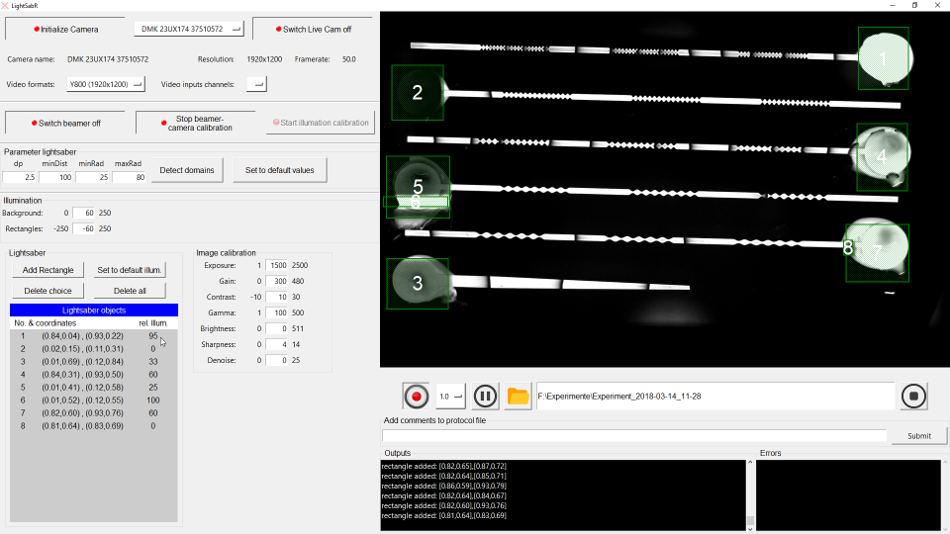 LightSabR
Initialize Camera
DMK 23UX174 37510572
Switch Live Cam off
Camera name: DMK 23UX174 37510572 Resolution: 1920x1200 Framerate: 50.0
Video formats: Y800 (1920x1200) Video inputs channels:
Switch beamer off
Stop beamer-
camera calibration
Start illumation calibration
Parameter lightsaber
dp minDist minRad maxRad
2.5 100 25 80
Detect domains
Set to default values
Illumination
Background: 0 60 250
Rectangles: -250 -60 250
Lightsaber
Add Rectangle
Set to default illum.
Delete choice
Delete all
Lightsaber objects
No. & coordinates rel. Illum.
1 (0.84,0.04) , (0.93,0.22) 95
2 (0.02,0.15) , (0.11,0.31) 0
3 (0.01,0.69) , (0.12,0.84) 33
4 (0.84,0.31) , (0.93,0.50) 60
5 (0.01,0.41) , (0.12,0.58) 25
6 (0.01,0.52) , (0.12,0.55) 100
7 (0.82,0.60) , (0.93,0.76) 60
8 (0.81,0.64) , (0.83,0.69) 0
Image calibration
Exposure: 1 1500 2500
Gain: 0 300 480
Contrast: -10 10 30
Gamma: 1 100 500
Brightness: 0 0 511
Sharpness: 0 4 14
Denoise: 0 0 25
1
2
4
5
6
8
7
3
1.0
F:\Experimente\Experiment_2018-03-14_11-28
Add comments to protocol file
Submit
Outputs
rectangle added: [0.82,0.65],[0.87,0.72]
rectangle added: [0.82,0.64],[0.85,0.71]
rectangle added: [0.86,0.59],[0.93,0.79]
rectangle added: [0.82,0.64],[0.84,0.67]
rectangle added: [0.82,0.60],[0.93,0.76]
rectangle added: [0.81,0.64],[0.83,0.69]
Errors